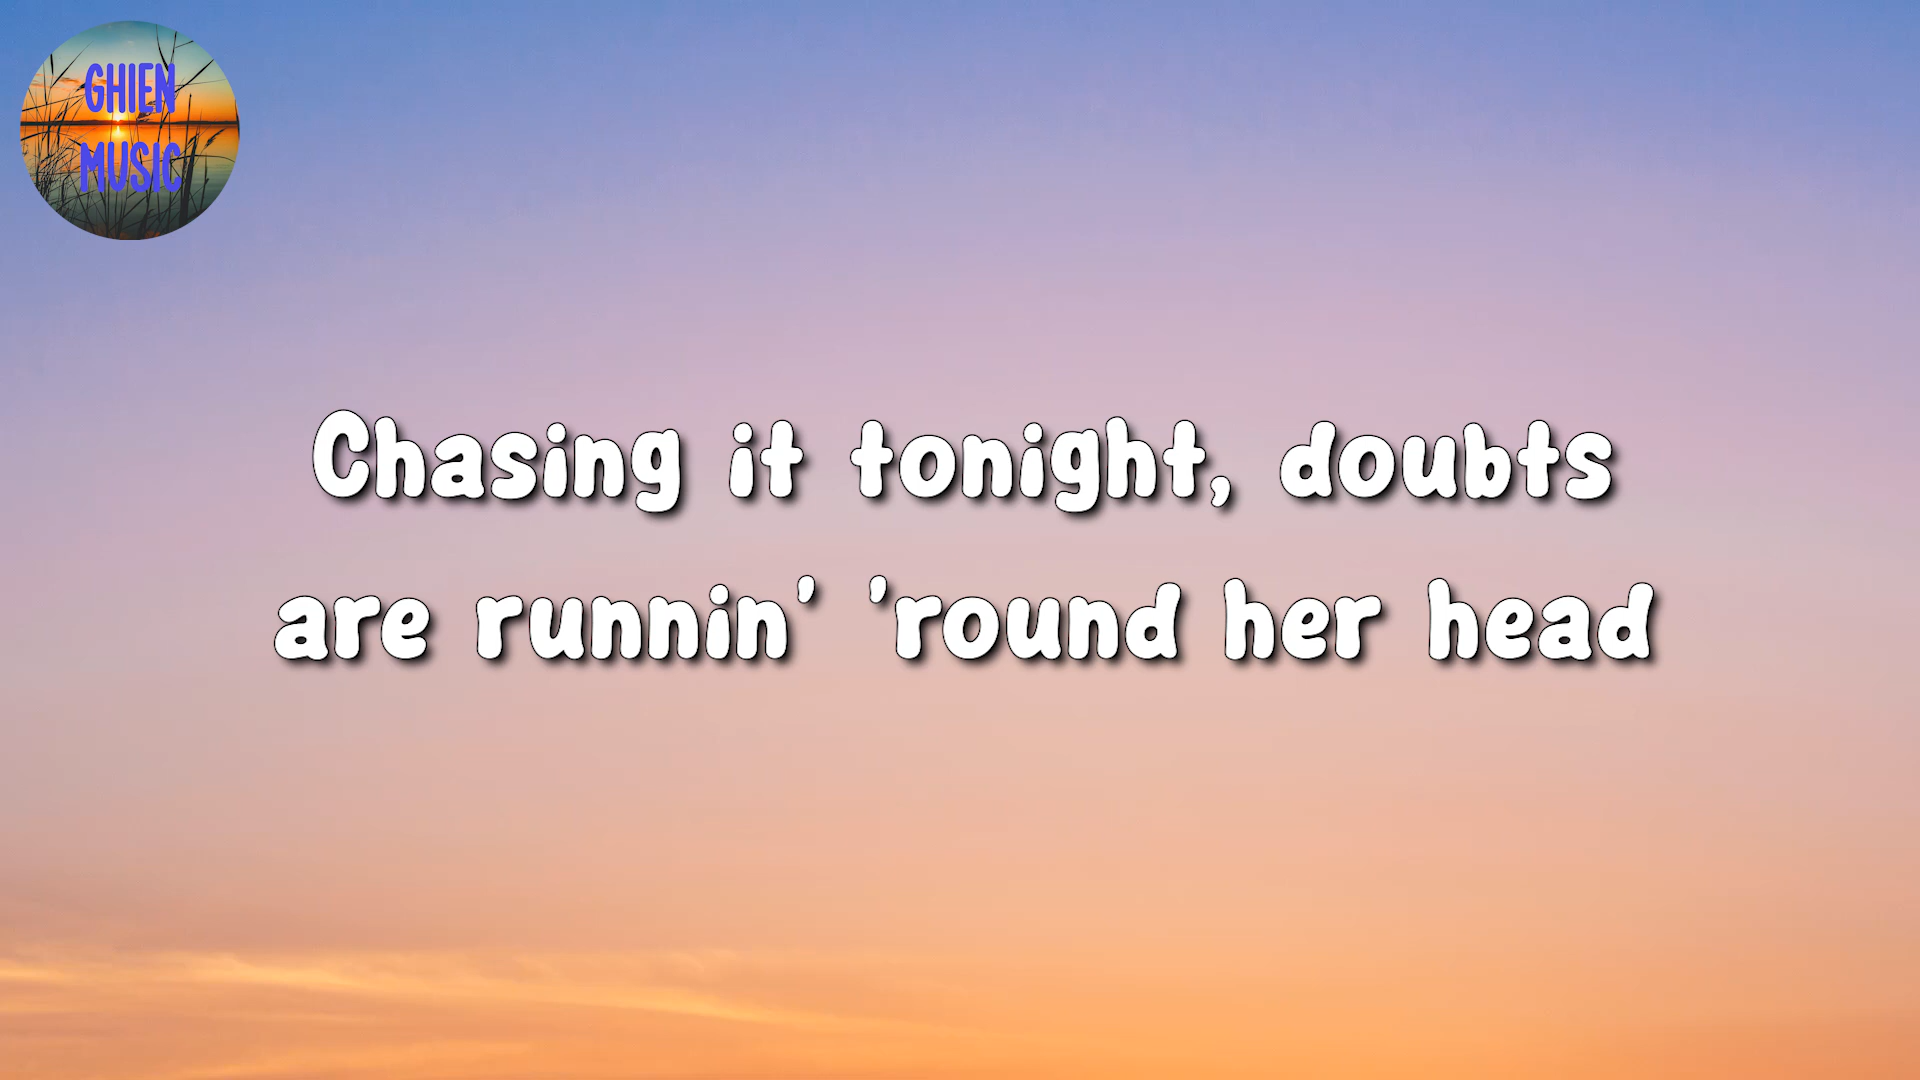 GHIEN
MUSIC
Chasing it tonight, doubts
are runnin' 'round her head